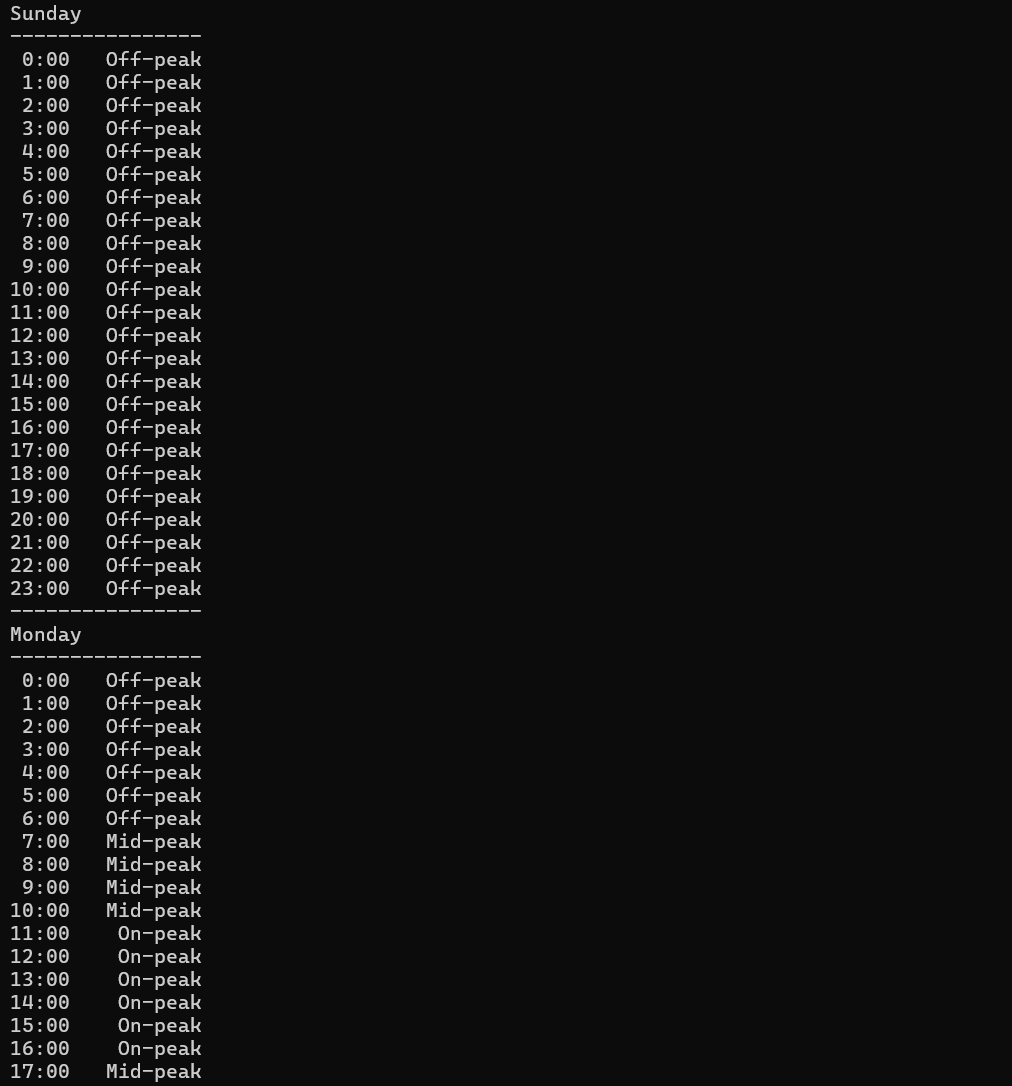 Sunday
----------------
 0:00   Off-peak
 1:00   Off-peak
 2:00   Off-peak
 3:00   Off-peak
 4:00   Off-peak
 5:00   Off-peak
 6:00   Off-peak
 7:00   Off-peak
 8:00   Off-peak
 9:00   Off-peak
10:00   Off-peak
11:00   Off-peak
12:00   Off-peak
13:00   Off-peak
14:00   Off-peak
15:00   Off-peak
16:00   Off-peak
17:00   Off-peak
18:00   Off-peak
19:00   Off-peak
20:00   Off-peak
21:00   Off-peak
22:00   Off-peak
23:00   Off-peak
----------------
Monday
----------------
 0:00   Off-peak
 1:00   Off-peak
 2:00   Off-peak
 3:00   Off-peak
 4:00   Off-peak
 5:00   Off-peak
 6:00   Off-peak
 7:00   Mid-peak
 8:00   Mid-peak
 9:00   Mid-peak
10:00   Mid-peak
11:00    On-peak
12:00    On-peak
13:00    On-peak
14:00    On-peak
15:00    On-peak
16:00    On-peak
17:00   Mid-peak